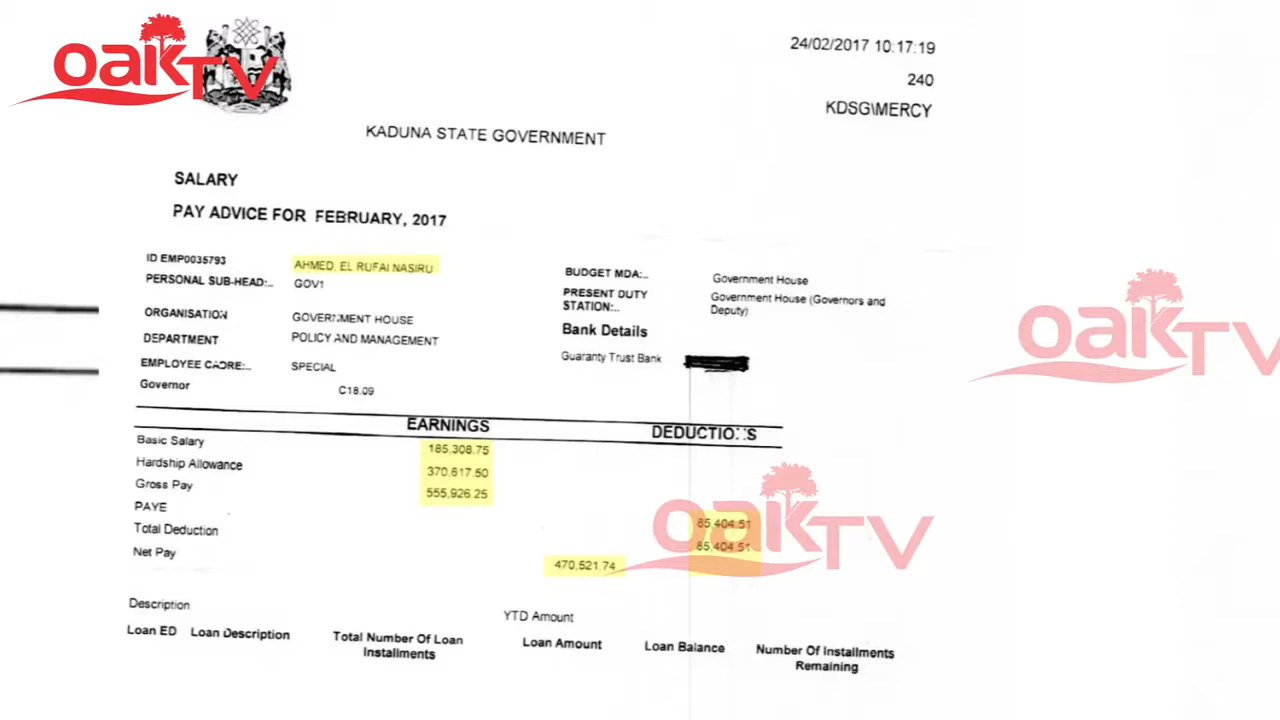 oakTV
24/02/2017 10:17:19
240
KDSG\MERCY
KADUNA STATE GOVERNMENT
SALARY
PAY ADVICE FOR FEBRUARY, 2017
ID EMP0035793 AHMED, EL RUFAI NASIRU
PERSONAL SUB-HEAD:.. GOV1
ORGANISATION GOVERNMENT HOUSE
DEPARTMENT POLICY AND MANAGEMENT
EMPLOYEE CADRE:.. SPECIAL
Governor C18.09
BUDGET MDA:.. Government House
PRESENT DUTY Government House (Governors and
STATION:.. Deputy)
Bank Details
Guaranty Trust Bank
EARNINGS DEDUCTIONS
Basic Salary 185,308.75
Hardship Allowance 370,617.50
Gross Pay 555,926.25
PAYE 85,404.51
Total Deduction 85,404.51
Net Pay 470,521.74
Description YTD Amount
Loan ED Loan Description Total Number Of Loan Loan Amount Loan Balance Number Of Installments
Installments Remaining
oakTV
oakTV